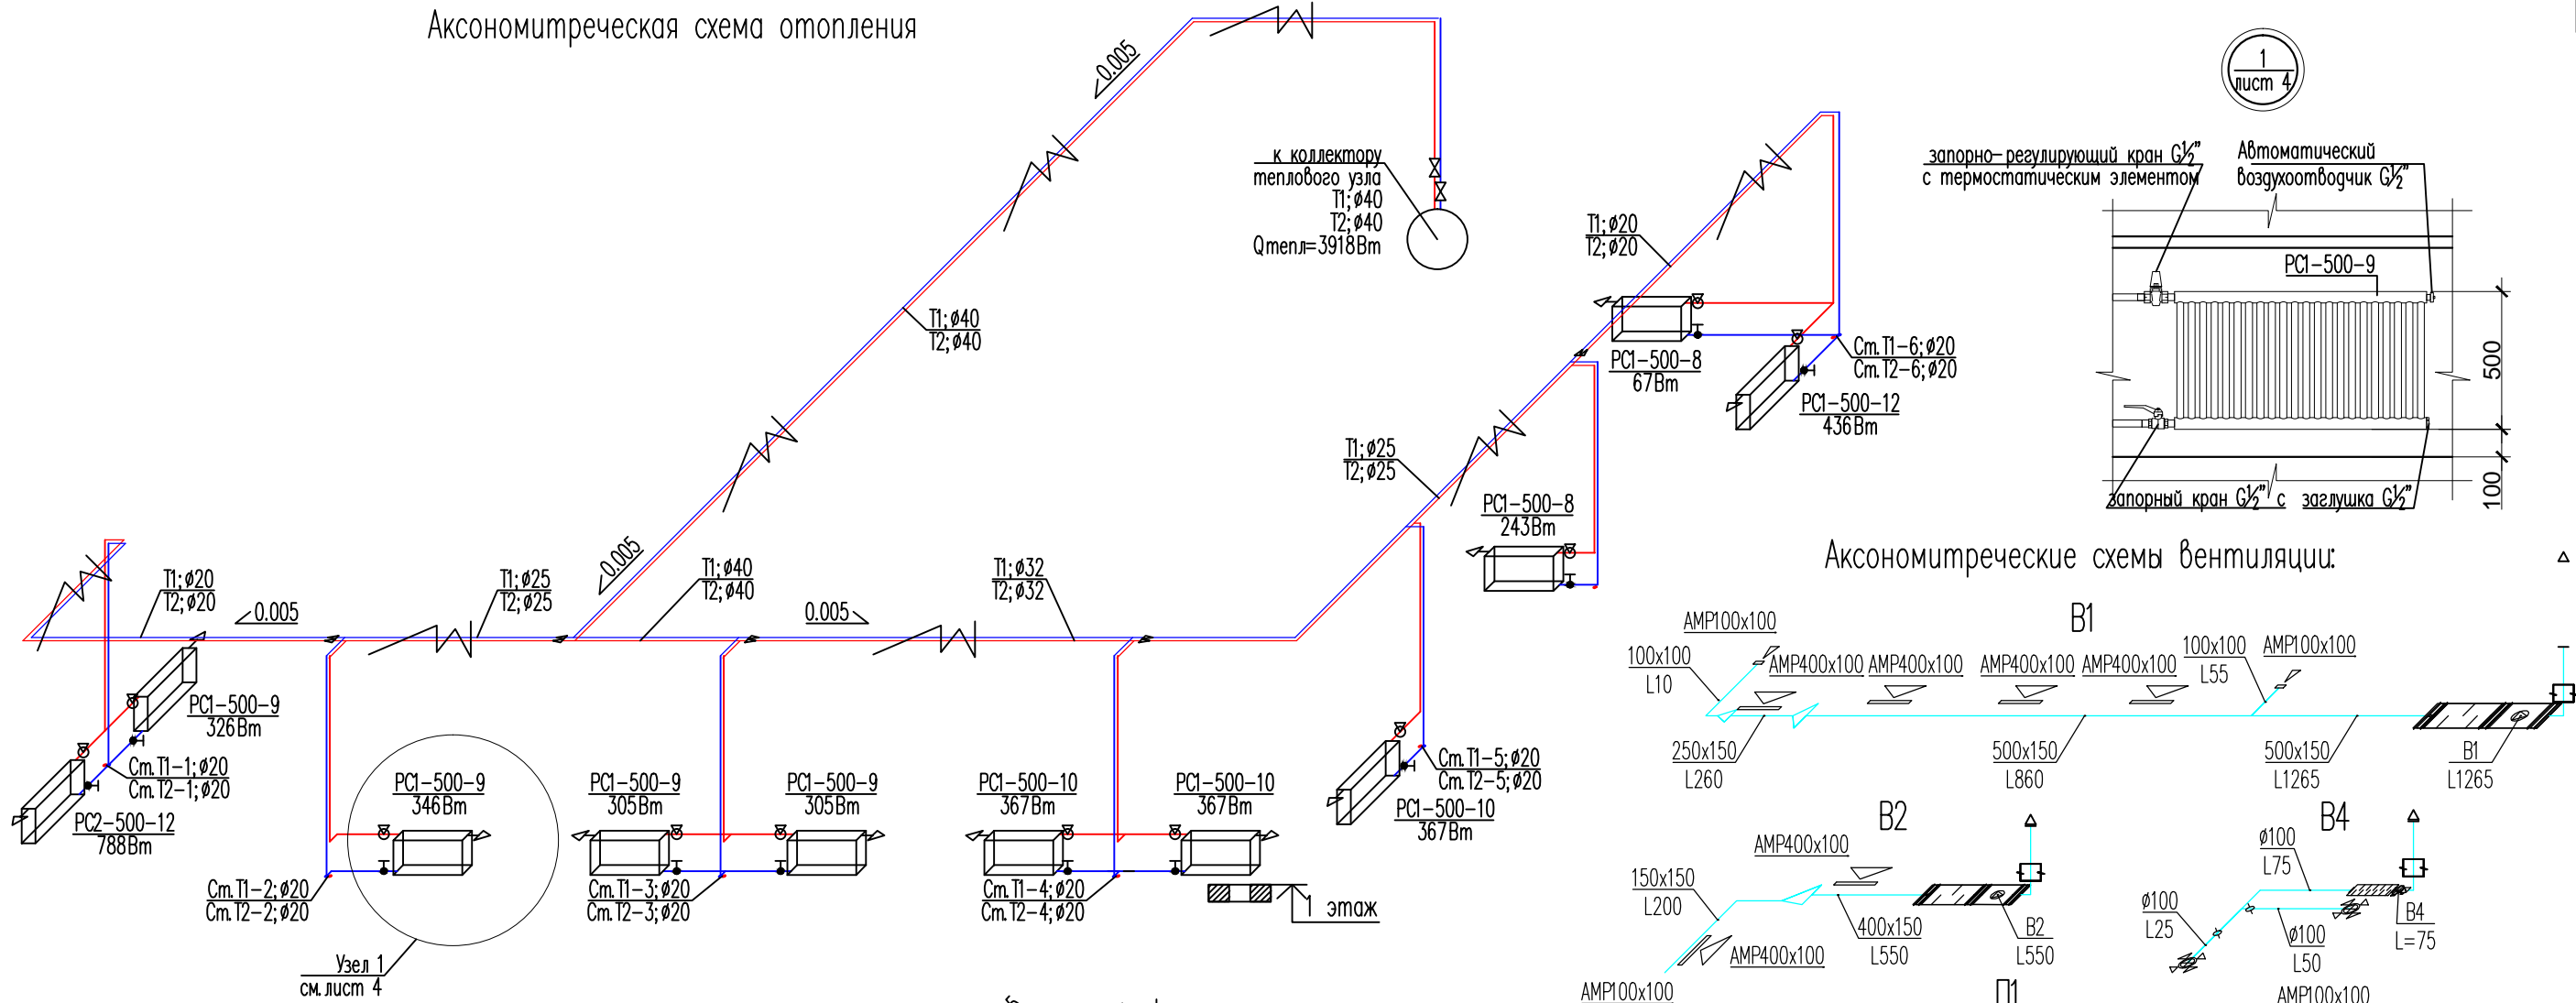 Аксономитреческая схема отопления
0.005
к коллектору
теплового узла
Т1;ø40
Т2;ø40
Qтепл=3918Вт
Т1;ø40
Т2;ø40
0.005
Т1;ø20
Т2;ø20
0.005
Т1;ø25
Т2;ø25
Т1;ø40
Т2;ø40
0.005
Т1;ø32
Т2;ø32
Т1;ø25
Т2;ø25
Т1;ø20
Т2;ø20
РС1-500-8
67Вт
Ст.Т1-6;ø20
Ст.Т2-6;ø20
РС1-500-12
436Вт
РС1-500-8
243Вт
РС1-500-9
326Вт
Ст.Т1-1;ø20
Ст.Т2-1;ø20
РС2-500-12
788Вт
РС1-500-9
346Вт
РС1-500-9
305Вт
РС1-500-9
305Вт
РС1-500-10
367Вт
РС1-500-10
367Вт
Ст.Т1-5;ø20
Ст.Т2-5;ø20
РС1-500-10
367Вт
Ст.Т1-2;ø20
Ст.Т2-2;ø20
Ст.Т1-3;ø20
Ст.Т2-3;ø20
Ст.Т1-4;ø20
Ст.Т2-4;ø20
1 этаж
Узел 1
см.лист 4
1
лист 4
запорно-регулирующий кран G½"
с термостатическим элементом
Автоматический
воздухоотводчик G½"
РС1-500-9
500
100
запорный кран G½" с
заглушка G½"
Аксономитреческие схемы вентиляции:
В1
АМР100х100
100х100
L10
АМР400х100
АМР400х100
АМР400х100
АМР400х100
100х100
L55
АМР100х100
250х150
L260
500х150
L860
500х150
L1265
В1
L1265
В2
АМР400х100
150х150
L200
АМР400х100
400х150
L550
В2
L550
АМР100х100
В4
ø100
L75
ø100
L25
ø100
L50
В4
L=75
П1
АМР100х100